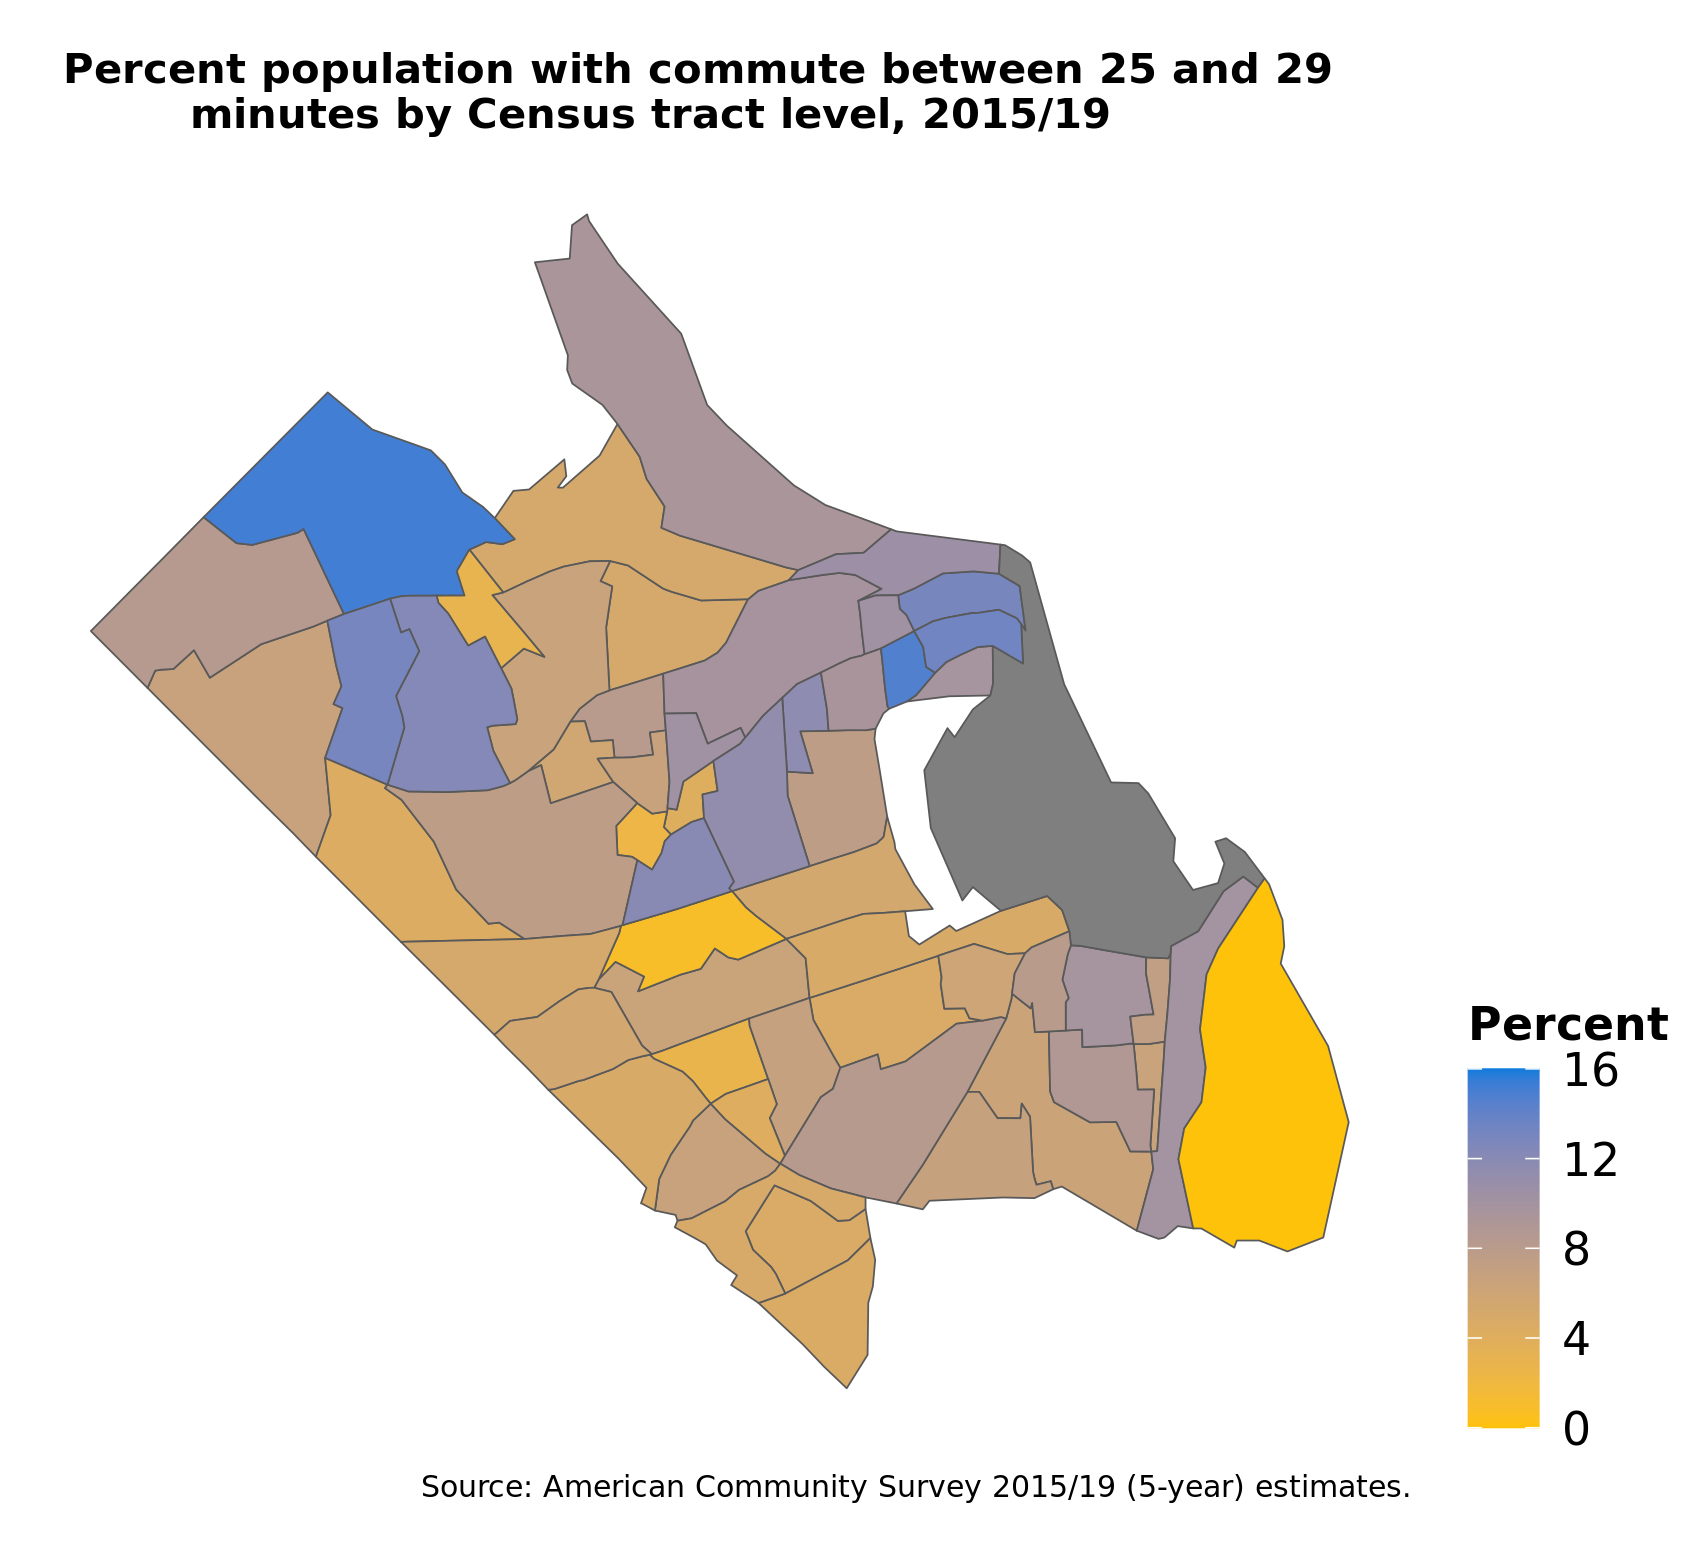 Percent population with commute between 25 and 29
minutes by Census tract level, 2015/19
Percent
16
12
8
4
0
Source: American Community Survey 2015/19 (5-year) estimates.